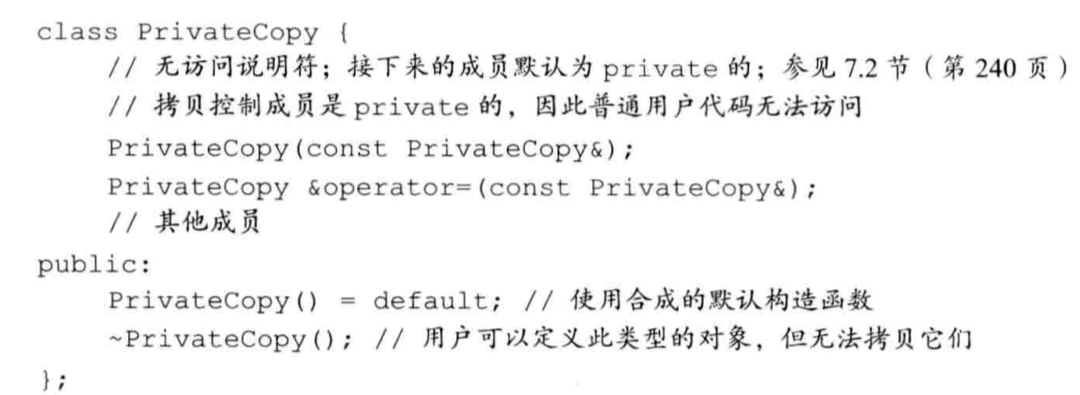 class PrivateCopy {
    // 无访问说明符；接下来的成员默认为 private 的；参见 7.2 节（第 240 页）
    // 拷贝控制成员是 private 的，因此普通用户代码无法访问
    PrivateCopy(const PrivateCopy&);
    PrivateCopy &operator=(const PrivateCopy&);
    // 其他成员
public:
    PrivateCopy() = default; // 使用合成的默认构造函数
    ~PrivateCopy(); // 用户可以定义此类型的对象，但无法拷贝它们
};